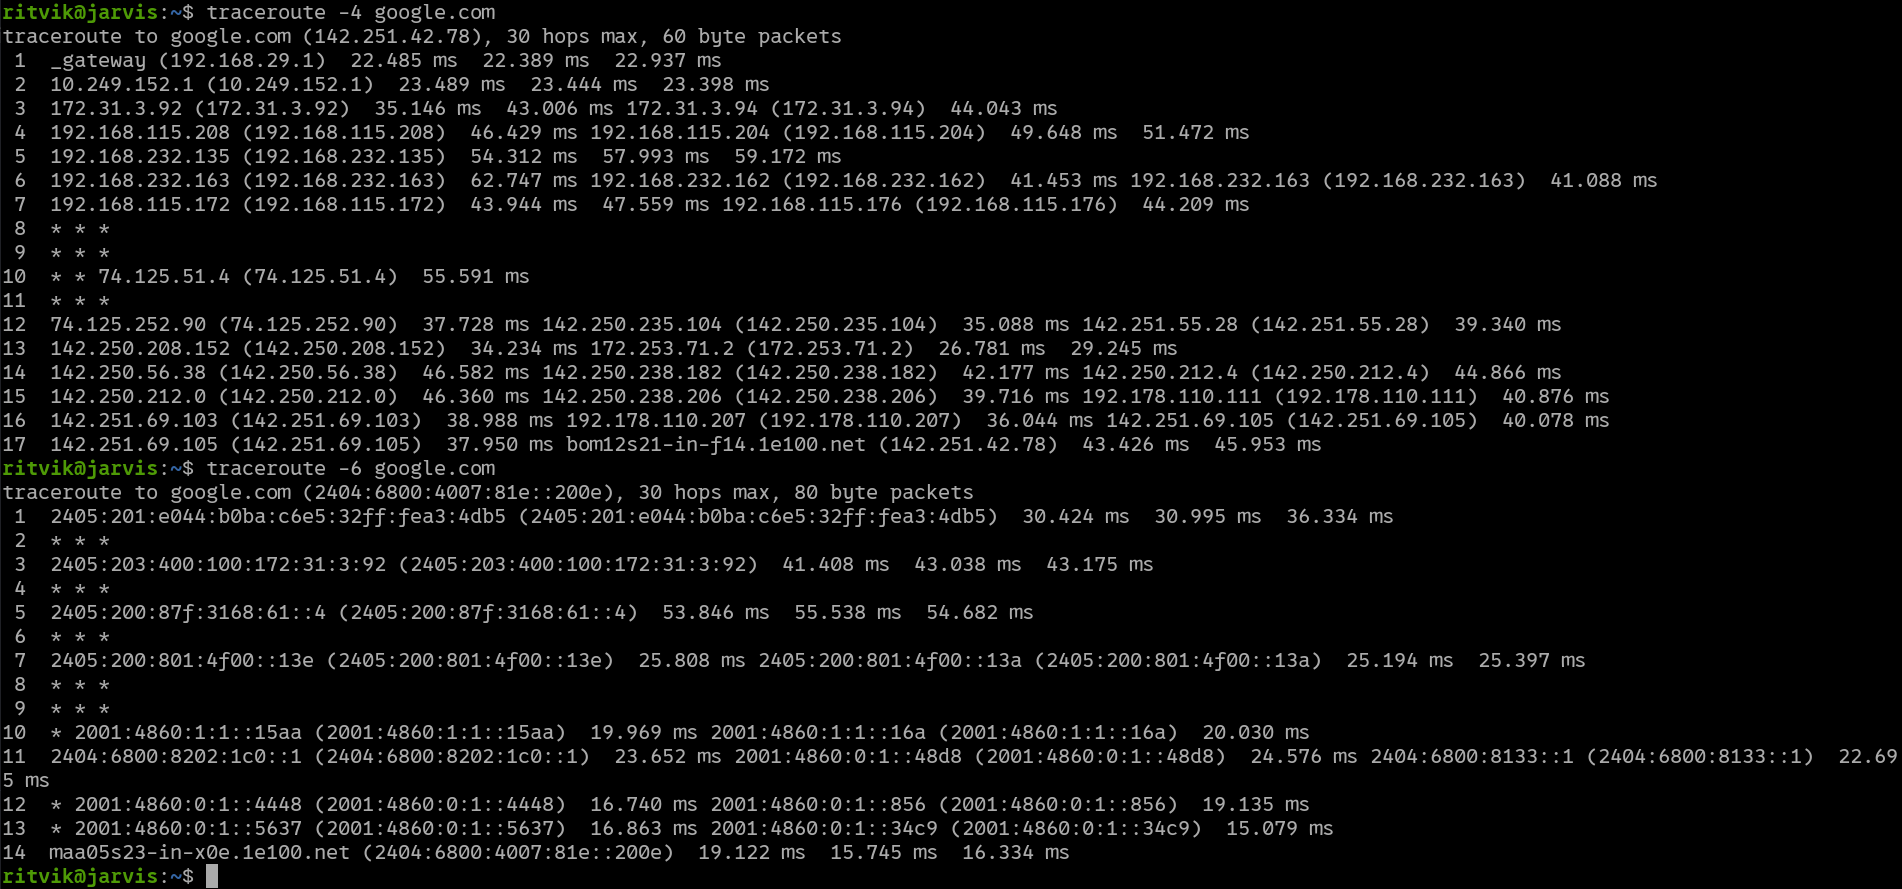 ritvik@jarvis:~$ traceroute -4 google.com
traceroute to google.com (142.251.42.78), 30 hops max, 60 byte packets
 1  _gateway (192.168.29.1)  22.485 ms  22.389 ms  22.937 ms
 2  10.249.152.1 (10.249.152.1)  23.489 ms  23.444 ms  23.398 ms
 3  172.31.3.92 (172.31.3.92)  35.146 ms  43.006 ms 172.31.3.94 (172.31.3.94)  44.043 ms
 4  192.168.115.208 (192.168.115.208)  46.429 ms 192.168.115.204 (192.168.115.204)  49.648 ms  51.472 ms
 5  192.168.232.135 (192.168.232.135)  54.312 ms  57.993 ms  59.172 ms
 6  192.168.232.163 (192.168.232.163)  62.747 ms 192.168.232.162 (192.168.232.162)  41.453 ms 192.168.232.163 (192.168.232.163)  41.088 ms
 7  192.168.115.172 (192.168.115.172)  43.944 ms  47.559 ms 192.168.115.176 (192.168.115.176)  44.209 ms
 8  * * *
 9  * * *
10  * * 74.125.51.4 (74.125.51.4)  55.591 ms
11  * * *
12  74.125.252.90 (74.125.252.90)  37.728 ms 142.250.235.104 (142.250.235.104)  35.088 ms 142.251.55.28 (142.251.55.28)  39.340 ms
13  142.250.208.152 (142.250.208.152)  34.234 ms 172.253.71.2 (172.253.71.2)  26.781 ms  29.245 ms
14  142.250.56.38 (142.250.56.38)  46.582 ms 142.250.238.182 (142.250.238.182)  42.177 ms 142.250.212.4 (142.250.212.4)  44.866 ms
15  142.250.212.0 (142.250.212.0)  46.360 ms 142.250.238.206 (142.250.238.206)  39.716 ms 192.178.110.111 (192.178.110.111)  40.876 ms
16  142.251.69.103 (142.251.69.103)  38.988 ms 192.178.110.207 (192.178.110.207)  36.044 ms 142.251.69.105 (142.251.69.105)  40.078 ms
17  142.251.69.105 (142.251.69.105)  37.950 ms bom12s21-in-f14.1e100.net (142.251.42.78)  43.426 ms  45.953 ms
ritvik@jarvis:~$ traceroute -6 google.com
traceroute to google.com (2404:6800:4007:81e::200e), 30 hops max, 80 byte packets
 1  2405:201:e044:b0ba:c6e5:32ff:fea3:4db5 (2405:201:e044:b0ba:c6e5:32ff:fea3:4db5)  30.424 ms  30.995 ms  36.334 ms
 2  * * *
 3  2405:203:400:100:172:31:3:92 (2405:203:400:100:172:31:3:92)  41.408 ms  43.038 ms  43.175 ms
 4  * * *
 5  2405:200:87f:3168:61::4 (2405:200:87f:3168:61::4)  53.846 ms  55.538 ms  54.682 ms
 6  * * *
 7  2405:200:801:4f00::13e (2405:200:801:4f00::13e)  25.808 ms 2405:200:801:4f00::13a (2405:200:801:4f00::13a)  25.194 ms  25.397 ms
 8  * * *
 9  * * *
10  * 2001:4860:1:1::15aa (2001:4860:1:1::15aa)  19.969 ms 2001:4860:1:1::16a (2001:4860:1:1::16a)  20.030 ms
11  2404:6800:8202:1c0::1 (2404:6800:8202:1c0::1)  23.652 ms 2001:4860:0:1::48d8 (2001:4860:0:1::48d8)  24.576 ms 2404:6800:8133::1 (2404:6800:8133::1)  22.69
5 ms
12  * 2001:4860:0:1::4448 (2001:4860:0:1::4448)  16.740 ms 2001:4860:0:1::856 (2001:4860:0:1::856)  19.135 ms
13  * 2001:4860:0:1::5637 (2001:4860:0:1::5637)  16.863 ms 2001:4860:0:1::34c9 (2001:4860:0:1::34c9)  15.079 ms
14  maa05s23-in-x0e.1e100.net (2404:6800:4007:81e::200e)  19.122 ms  15.745 ms  16.334 ms
ritvik@jarvis:~$